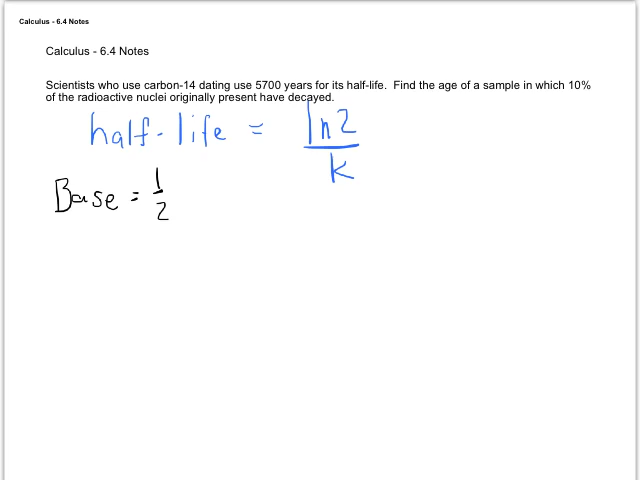 Calculus - 6.4 Notes
Calculus - 6.4 Notes
Scientists who use carbon-14 dating use 5700 years for its half-life. Find the age of a sample in which 10%
of the radioactive nuclei originally present have decayed.
half-life = ln2
k
Base = 1
2